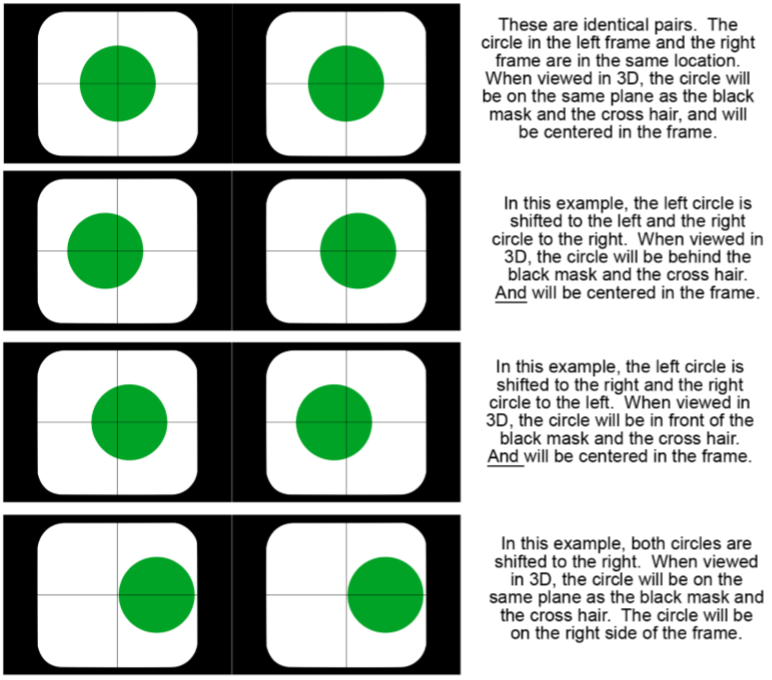 These are identical pairs.  The
circle in the left frame and the right
frame are in the same location.
When viewed in 3D, the circle will
be on the same plane as the black
mask and the cross hair, and will
be centered in the frame.
In this example, the left circle is
shifted to the left and the right
circle to the right.  When viewed in
3D, the circle will be behind the
black mask and the cross hair.
And will be centered in the frame.
In this example, the left circle is
shifted to the right and the right
circle to the left.  When viewed in
3D, the circle will be in front of the
black mask and the cross hair.
And will be centered in the frame.
In this example, both circles are
shifted to the right.  When viewed
in 3D, the circle will be on the
same plane as the black mask and
the cross hair.  The circle will be
on the right side of the frame.